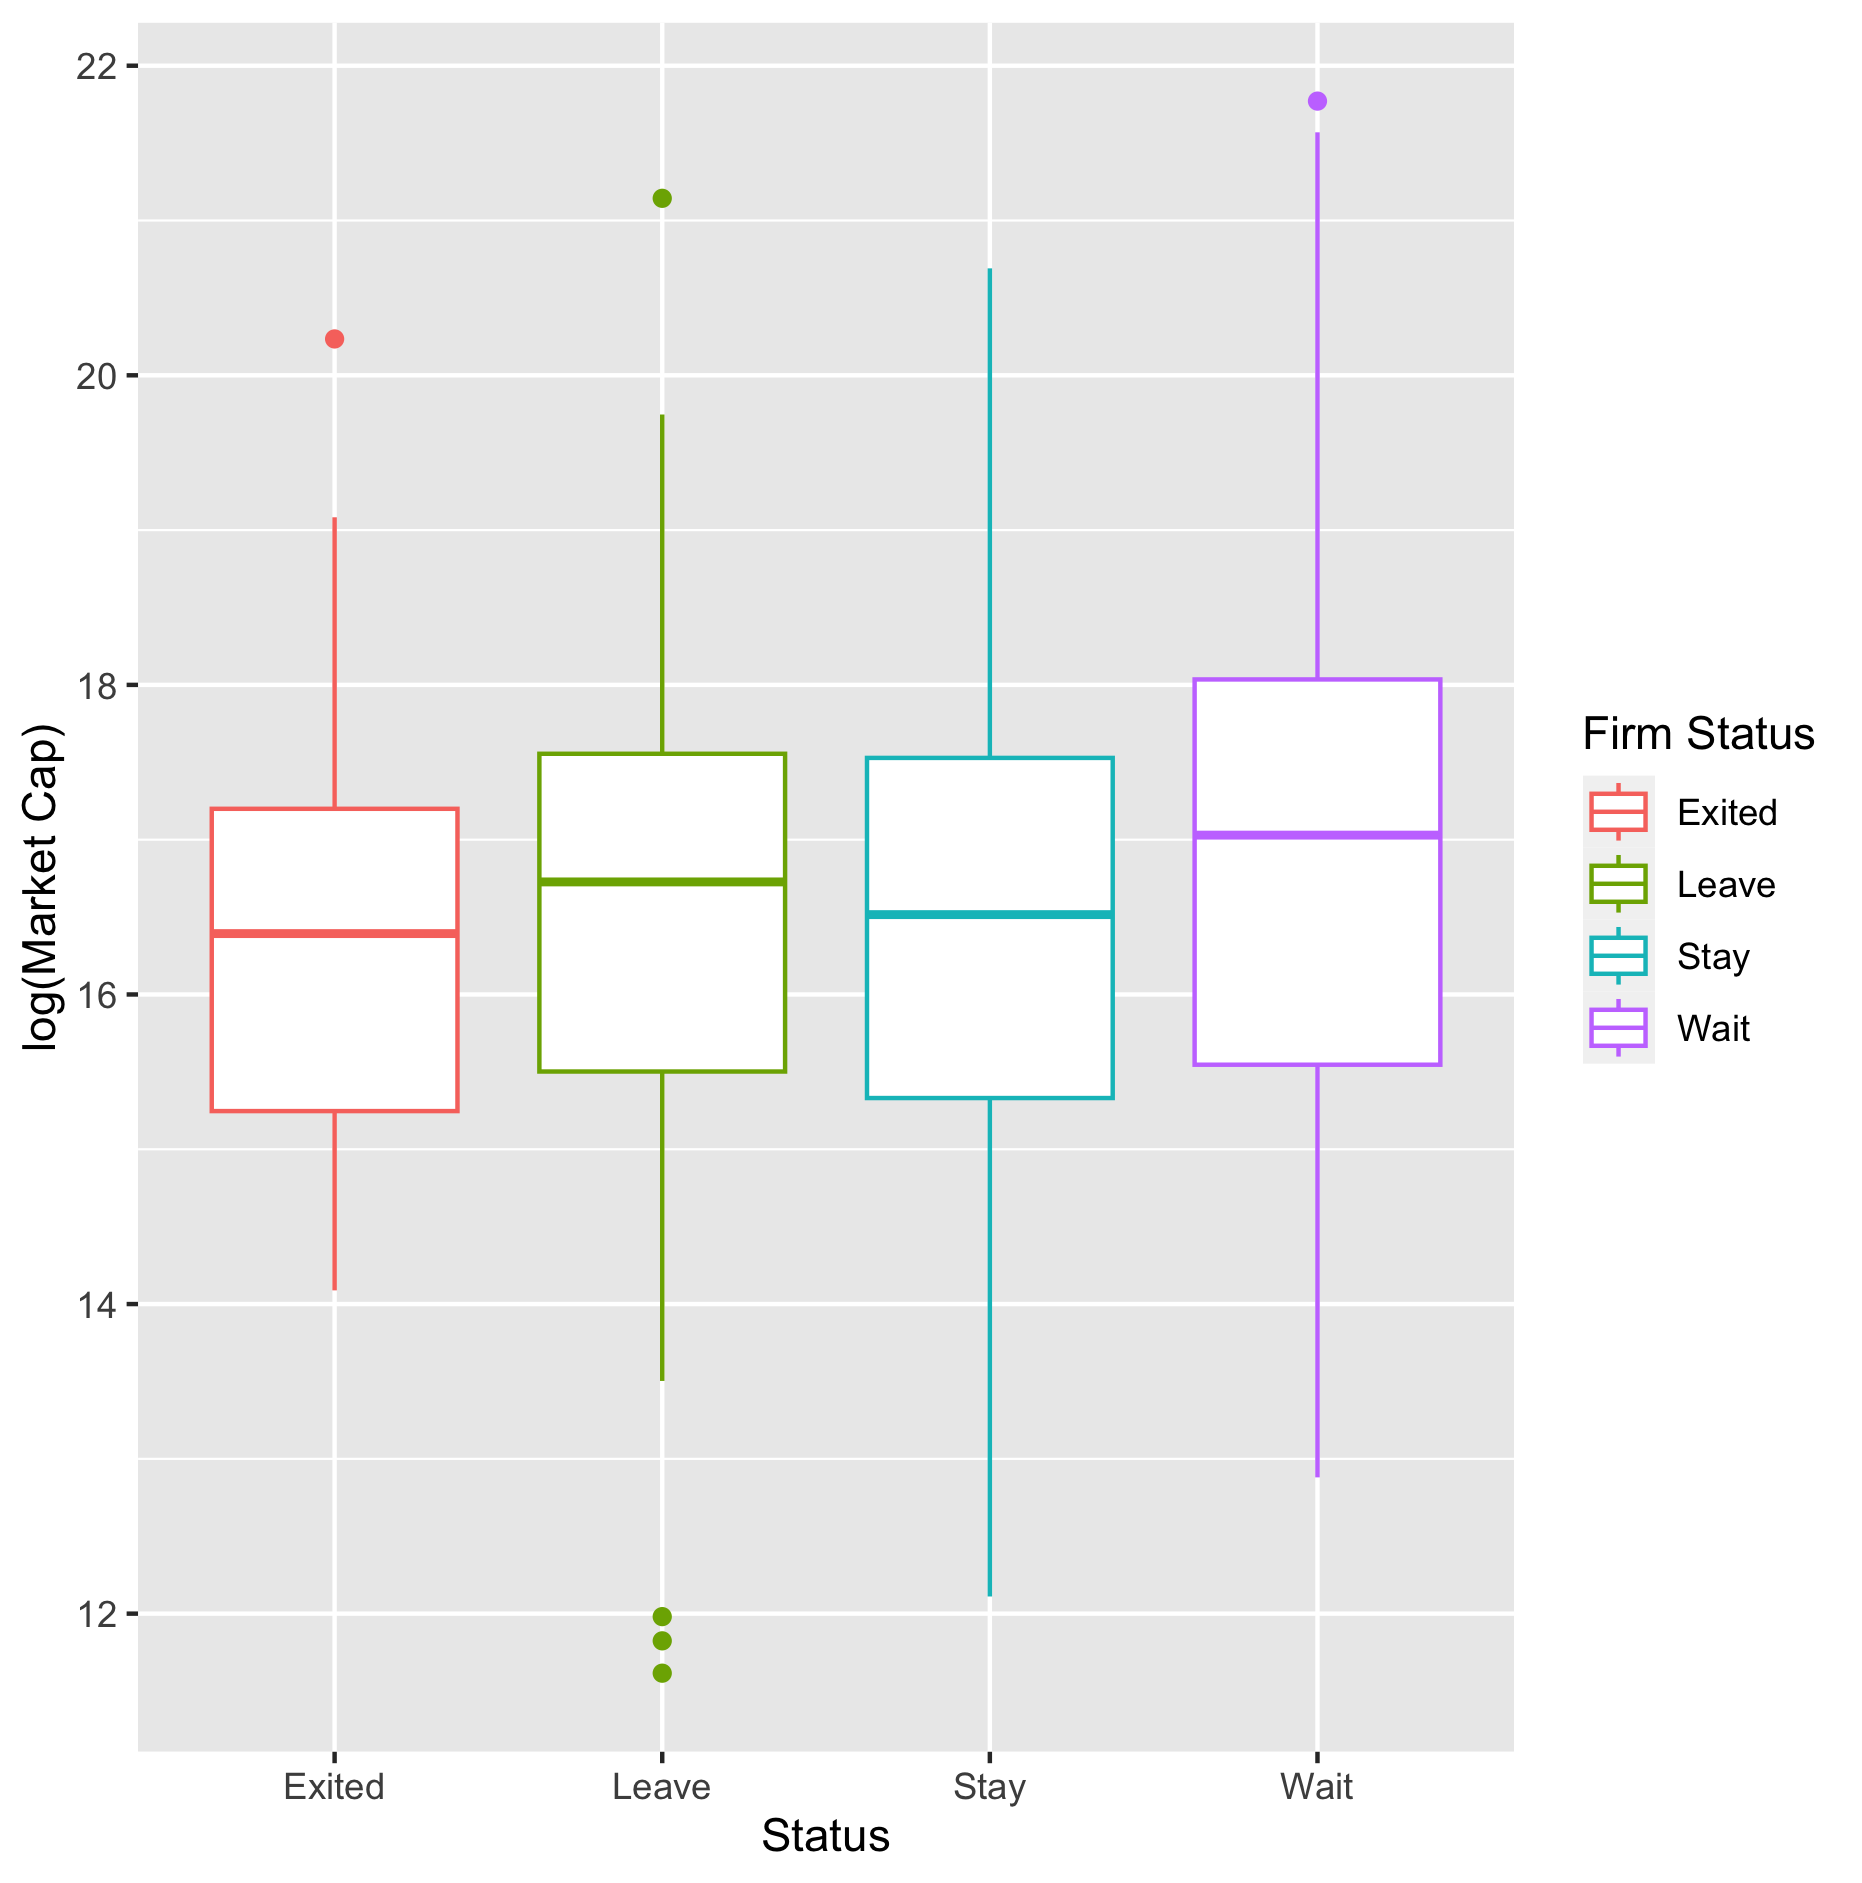 22
20
18
16
14
12
log(Market Cap)
Exited
Leave
Stay
Wait
Status
Firm Status
Exited
Leave
Stay
Wait